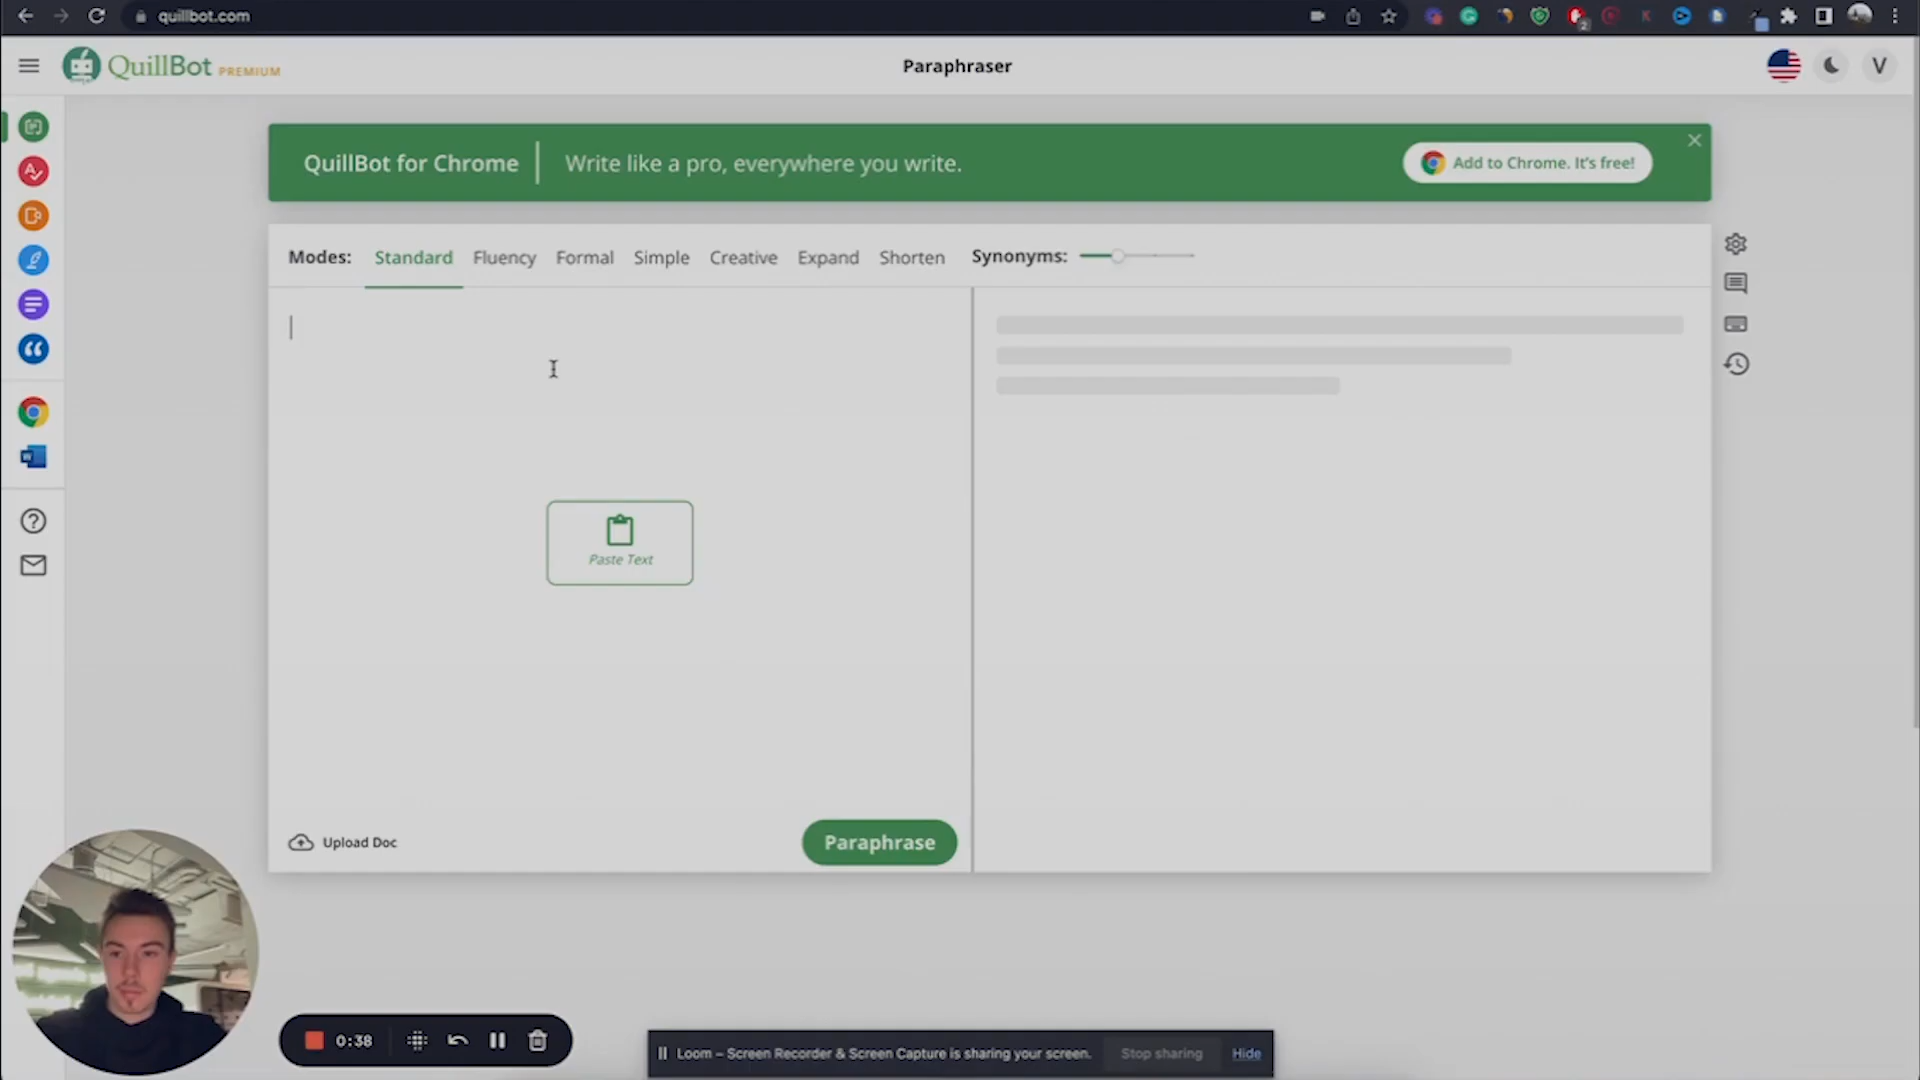 quillbot.com
2
QuillBot PREMIUM
Paraphraser
V
QuillBot for Chrome
Write like a pro, everywhere you write.
Add to Chrome. It's free!
Modes: Standard Fluency Formal Simple Creative Expand Shorten Synonyms:
Paste Text
Upload Doc
Paraphrase
0:38
Loom – Screen Recorder & Screen Capture is sharing your screen.
Stop sharing
Hide